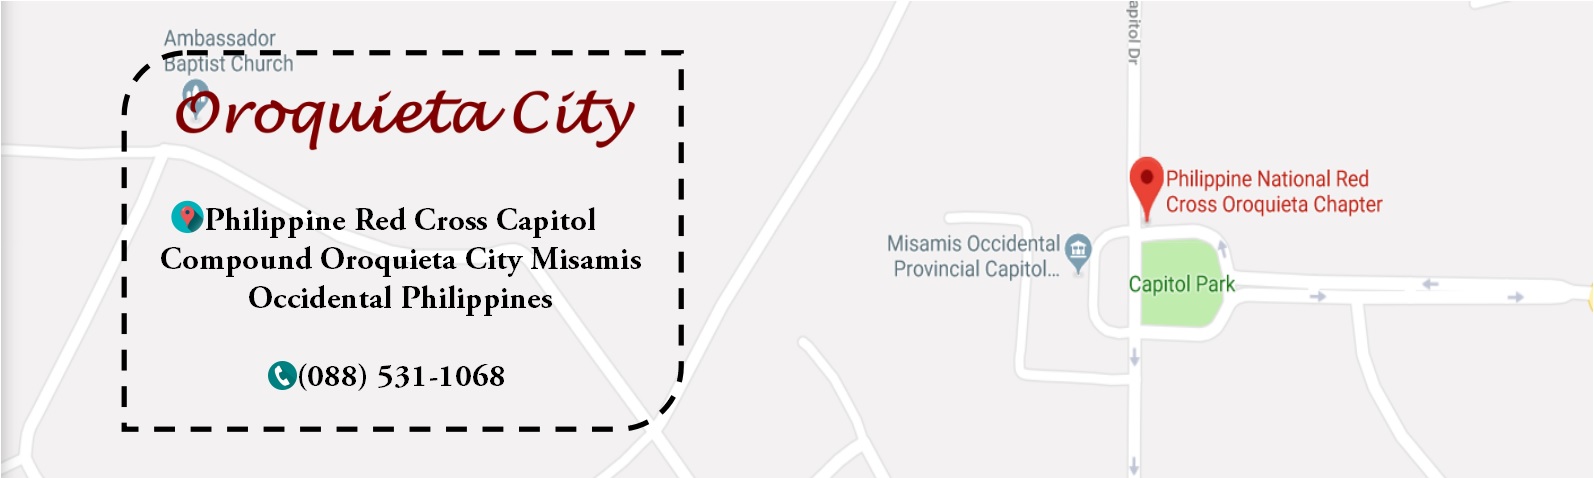 Ambassador
Baptist Church
Oroquieta City
Philippine Red Cross Capitol
Compound Oroquieta City Misamis
Occidental Philippines
(088) 531-1068
apitol Dr
Philippine National Red
Cross Oroquieta Chapter
Misamis Occidental
Provincial Capitol...
Capitol Park